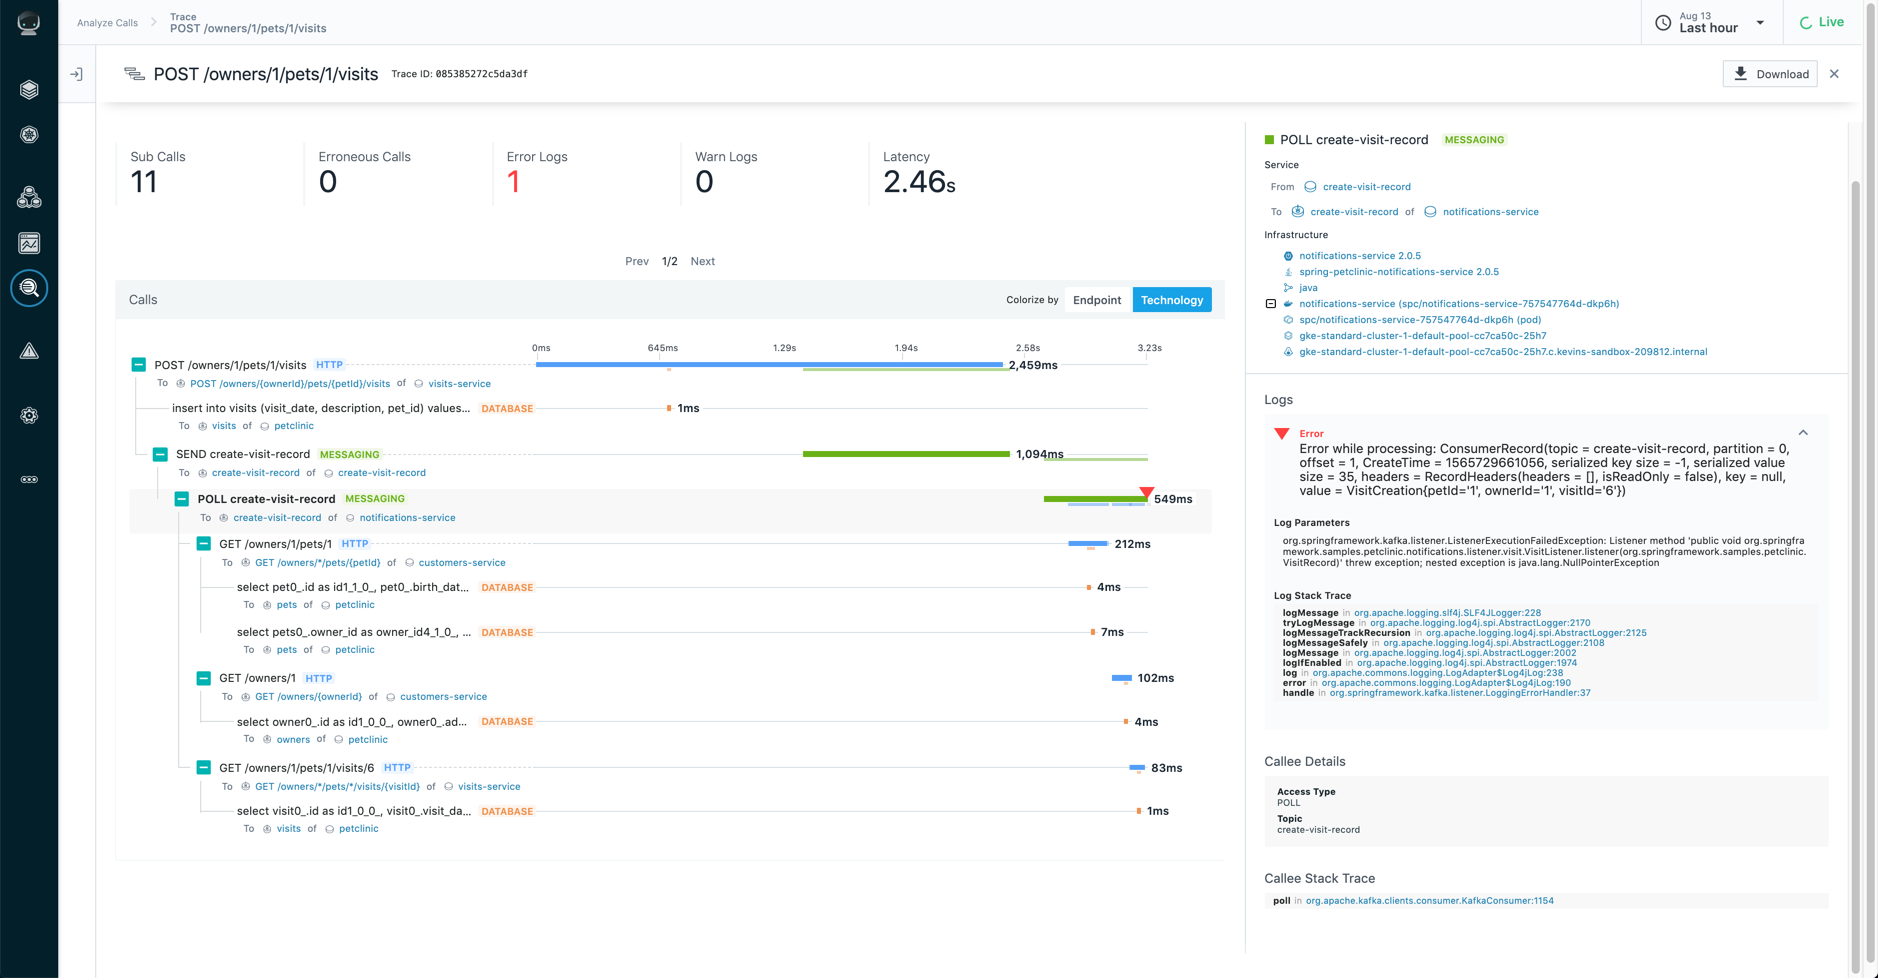 Analyze Calls
Trace
POST /owners/1/pets/1/visits
Aug 13
Last hour
Live
POST /owners/1/pets/1/visits
Trace ID: 085385272c5da3df
Download
Sub Calls
11
Erroneous Calls
0
Error Logs
1
Warn Logs
0
Latency
2.46s
Prev 1/2 Next
Calls
Colorize by Endpoint Technology
0ms 645ms 1.29s 1.94s 2.58s 3.23s
POST /owners/1/pets/1/visits HTTP 2,459ms
To POST /owners/{ownerId}/pets/{petId}/visits of visits-service
insert into visits (visit_date, description, pet_id) values... DATABASE 1ms
To visits of petclinic
SEND create-visit-record MESSAGING 1,094ms
To create-visit-record of create-visit-record
POLL create-visit-record MESSAGING 549ms
To create-visit-record of notifications-service
GET /owners/1/pets/1 HTTP 212ms
To GET /owners/*/pets/{petId} of customers-service
select pet0_.id as id1_1_0_, pet0_.birth_dat... DATABASE 4ms
To pets of petclinic
select pets0_.owner_id as owner_id4_1_0_, ... DATABASE 7ms
To pets of petclinic
GET /owners/1 HTTP 102ms
To GET /owners/{ownerId} of customers-service
select owner0_.id as id1_0_0_, owner0_.ad... DATABASE 4ms
To owners of petclinic
GET /owners/1/pets/1/visits/6 HTTP 83ms
To GET /owners/*/pets/*/visits/{visitId} of visits-service
select visit0_.id as id1_0_0_, visit0_.visit_da... DATABASE 1ms
To visits of petclinic
POLL create-visit-record MESSAGING
Service
From create-visit-record
To create-visit-record of notifications-service
Infrastructure
notifications-service 2.0.5
spring-petclinic-notifications-service 2.0.5
java
notifications-service (spc/notifications-service-757547764d-dkp6h)
spc/notifications-service-757547764d-dkp6h (pod)
gke-standard-cluster-1-default-pool-cc7ca50c-25h7
gke-standard-cluster-1-default-pool-cc7ca50c-25h7.c.kevins-sandbox-209812.internal
Logs
Error
Error while processing: ConsumerRecord(topic = create-visit-record, partition = 0,
offset = 1, CreateTime = 1565729661056, serialized key size = -1, serialized value
size = 35, headers = RecordHeaders(headers = [], isReadOnly = false), key = null,
value = VisitCreation{petId='1', ownerId='1', visitId='6'})
Log Parameters
org.springframework.kafka.listener.ListenerExecutionFailedException: Listener method 'public void org.springfra
mework.samples.petclinic.notifications.listener.visit.VisitListener.listener(org.springframework.samples.petclinic.
VisitRecord)' threw exception; nested exception is java.lang.NullPointerException
Log Stack Trace
logMessage in org.apache.logging.slf4j.SLF4JLogger:228
tryLogMessage in org.apache.logging.log4j.spi.AbstractLogger:2170
logMessageTrackRecursion in org.apache.logging.log4j.spi.AbstractLogger:2125
logMessageSafely in org.apache.logging.log4j.spi.AbstractLogger:2108
logMessage in org.apache.logging.log4j.spi.AbstractLogger:2002
logIfEnabled in org.apache.logging.log4j.spi.AbstractLogger:1974
log in org.apache.commons.logging.LogAdapter$Log4jLog:238
error in org.apache.commons.logging.LogAdapter$Log4jLog:190
handle in org.springframework.kafka.listener.LoggingErrorHandler:37
Callee Details
Access Type
POLL
Topic
create-visit-record
Callee Stack Trace
poll in org.apache.kafka.clients.consumer.KafkaConsumer:1154